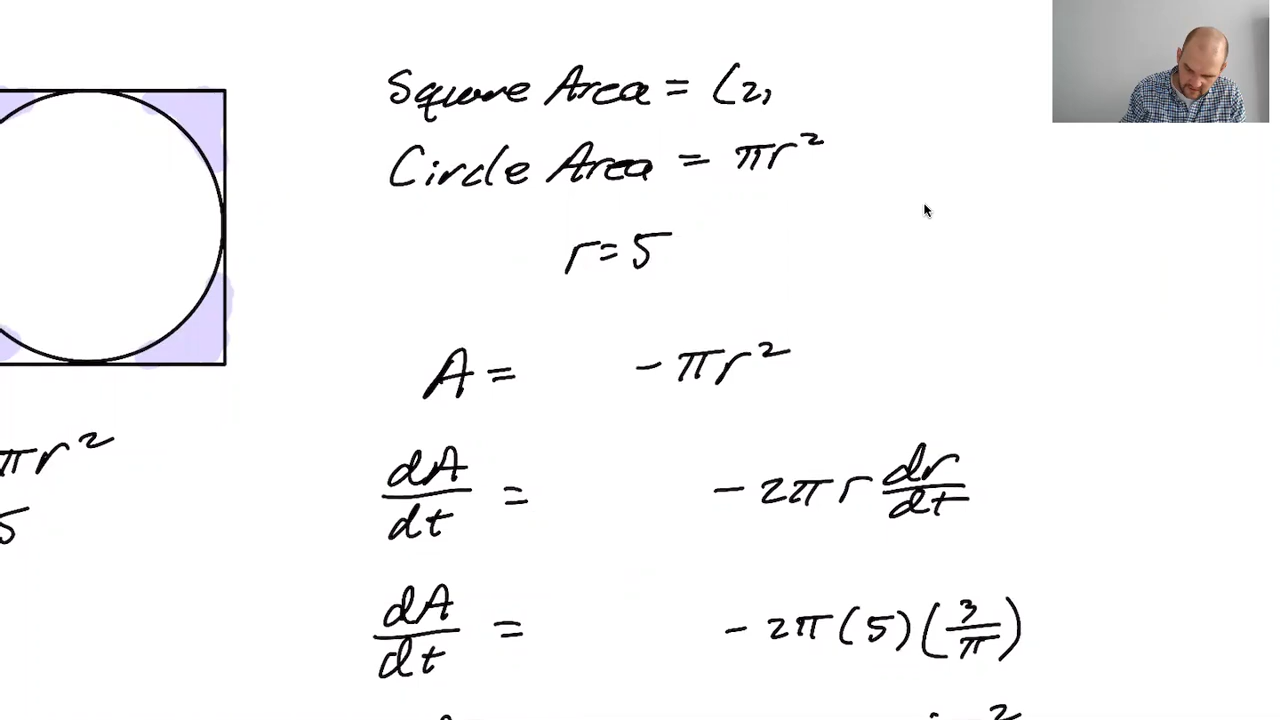 Square Area = (2,
Circle Area = πr²
r = 5
A = - πr²
πr²
dA/dt = - 2πr dr/dt
5
dA/dt = - 2π(5)(3/π)